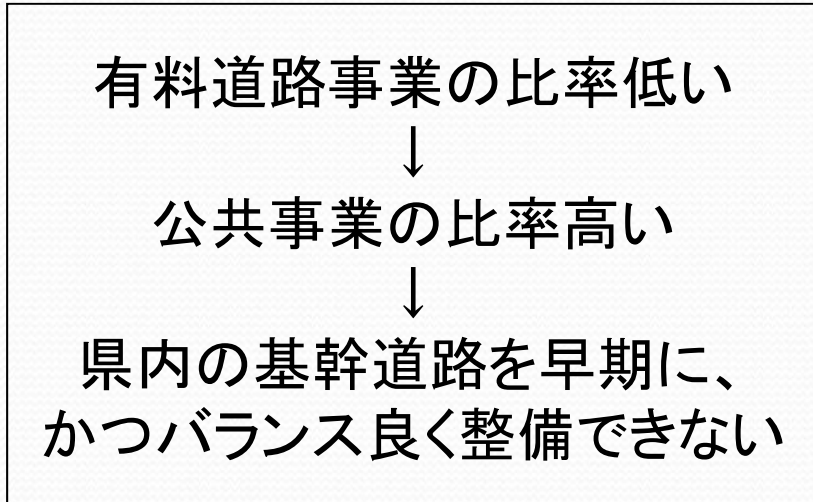 有料道路事業の比率低い
↓
公共事業の比率高い
↓
県内の基幹道路を早期に、
かつバランス良く整備できない